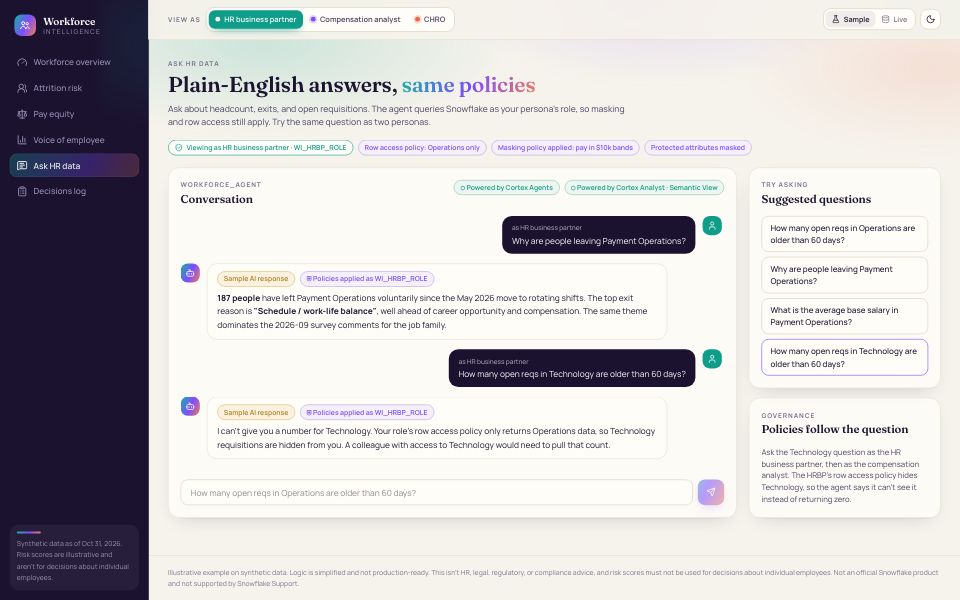 Workforce
INTELLIGENCE
Workforce overview
Attrition risk
Pay equity
Voice of employee
Ask HR data
Decisions log
Synthetic data as of Oct 31, 2026.
Risk scores are illustrative and
aren't for decisions about individual
employees.
VIEW AS
HR business partner
Compensation analyst
CHRO
Sample
Live
ASK HR DATA
Plain-English answers, same policies
Ask about headcount, exits, and open requisitions. The agent queries Snowflake as your persona's role, so masking
and row access still apply. Try the same question as two personas.
Viewing as HR business partner · WI_HRBP_ROLE
Row access policy: Operations only
Masking policy applied: pay in $10k bands
Protected attributes masked
WORKFORCE_AGENT
Conversation
Powered by Cortex Agents
Powered by Cortex Analyst · Semantic View
as HR business partner
Why are people leaving Payment Operations?
Sample AI response
Policies applied as WI_HRBP_ROLE
187 people have left Payment Operations voluntarily since the May 2026 move to rotating shifts. The top exit
reason is "Schedule / work-life balance", well ahead of career opportunity and compensation. The same theme
dominates the 2026-09 survey comments for the job family.
as HR business partner
How many open reqs in Technology are older than 60 days?
Sample AI response
Policies applied as WI_HRBP_ROLE
I can't give you a number for Technology. Your role's row access policy only returns Operations data, so Technology
requisitions are hidden from you. A colleague with access to Technology would need to pull that count.
How many open reqs in Operations are older than 60 days?
TRY ASKING
Suggested questions
How many open reqs in Operations are
older than 60 days?
Why are people leaving Payment
Operations?
What is the average base salary in
Payment Operations?
How many open reqs in Technology are
older than 60 days?
GOVERNANCE
Policies follow the question
Ask the Technology question as the HR
business partner, then as the compensation
analyst. The HRBP's row access policy hides
Technology, so the agent says it can't see it
instead of returning zero.
Illustrative example on synthetic data. Logic is simplified and not production-ready. This isn't HR, legal, regulatory, or compliance advice, and risk scores must not be used for decisions about individual employees. Not an official Snowflake product
and not supported by Snowflake Support.